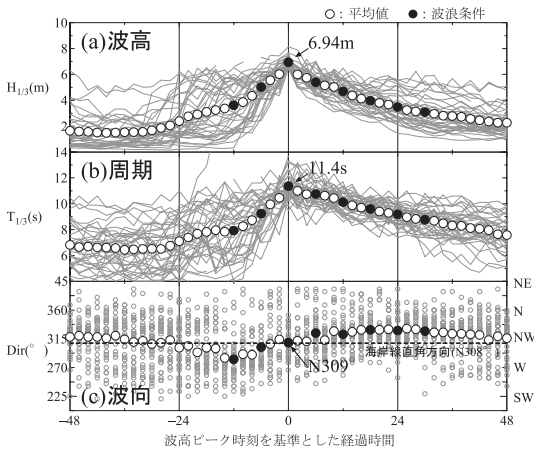 ○：平均値　●：波浪条件
10
(a)波高
6.94m
8
H1/3(m)
6
4
2
14
(b)周期
12
11.4s
10
T1/3(s)
8
6
45
NE
360
N
315
NW
Dir(°)
海岸線直角方向(N308°)
270
W
N309
225
(c)波向
SW
−48
−24
0
24
48
波高ピーク時刻を基準とした経過時間